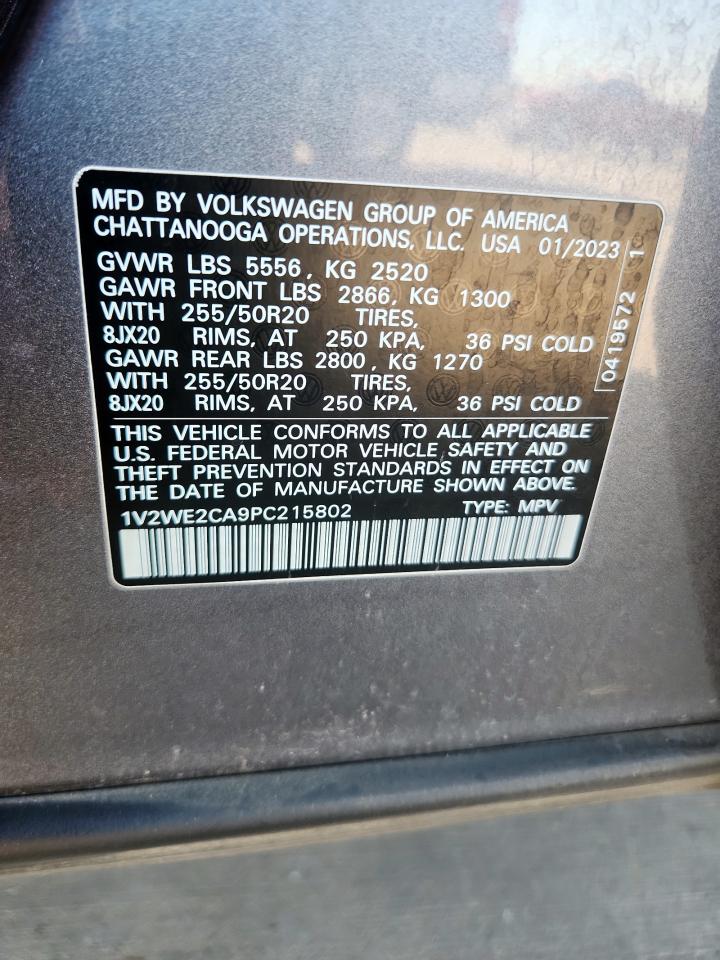 MFD BY VOLKSWAGEN GROUP OF AMERICA
CHATTANOOGA OPERATIONS, LLC. USA 01/2023
GVWR LBS 5556, KG 2520
GAWR FRONT LBS 2866, KG 1300
WITH 255/50R20 TIRES,
8JX20 RIMS, AT 250 KPA, 36 PSI COLD
GAWR REAR LBS 2800, KG 1270
WITH 255/50R20 TIRES,
8JX20 RIMS, AT 250 KPA, 36 PSI COLD
0419572 1
THIS VEHICLE CONFORMS TO ALL APPLICABLE
U.S. FEDERAL MOTOR VEHICLE SAFETY AND
THEFT PREVENTION STANDARDS IN EFFECT ON
THE DATE OF MANUFACTURE SHOWN ABOVE.
1V2WE2CA9PC215802 TYPE: MPV